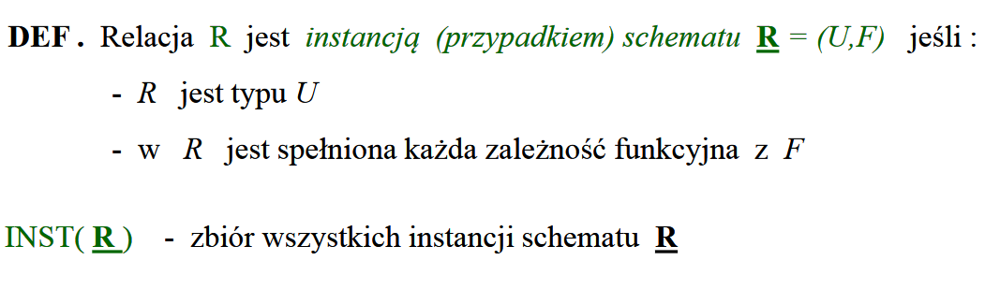 DEF. Relacja R jest instancją (przypadkiem) schematu R = (U,F) jeśli :
- R jest typu U
- w R jest spełniona każda zależność funkcyjna z F
INST( R ) - zbiór wszystkich instancji schematu R